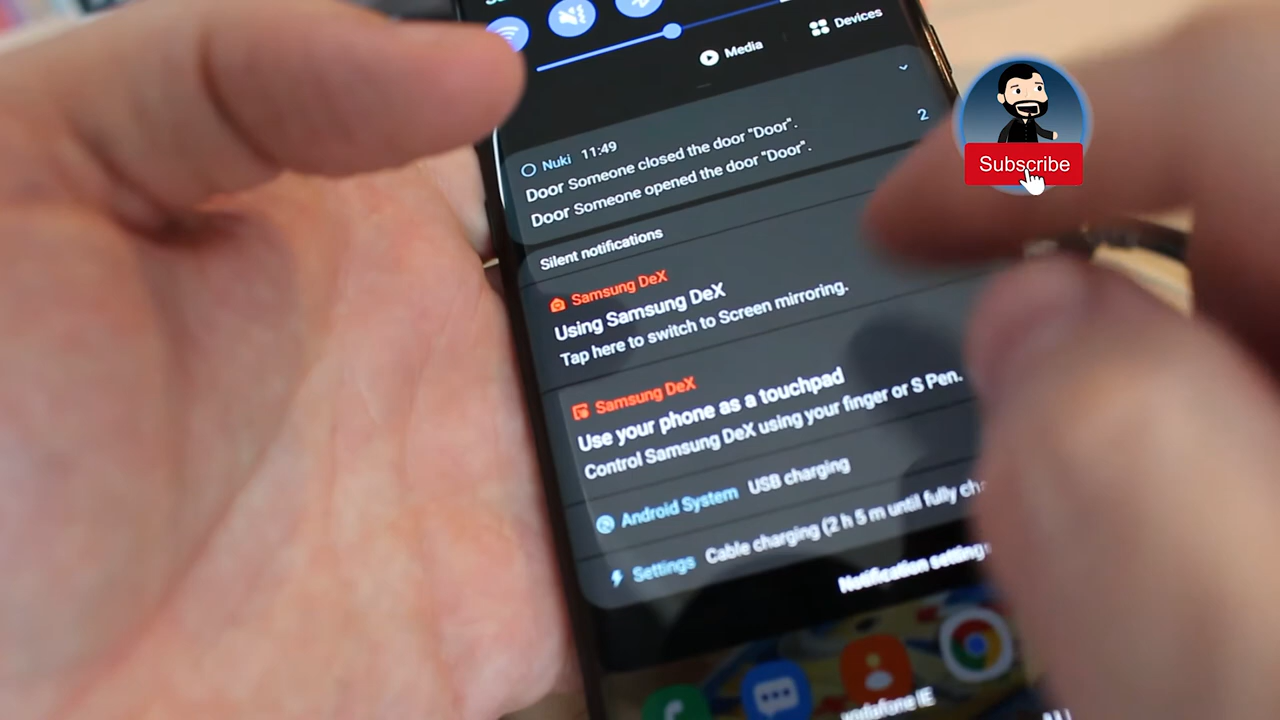 Media
Devices
Nuki 11:49
2
Door Someone closed the door "Door".
Door Someone opened the door "Door".
Subscribe
Silent notifications
Samsung DeX
Using Samsung DeX
Tap here to switch to Screen mirroring.
Samsung DeX
Use your phone as a touchpad
Control Samsung DeX using your finger or S Pen.
Android System USB charging
Settings Cable charging (2 h 5 m until fully
Notification
vodafone IE